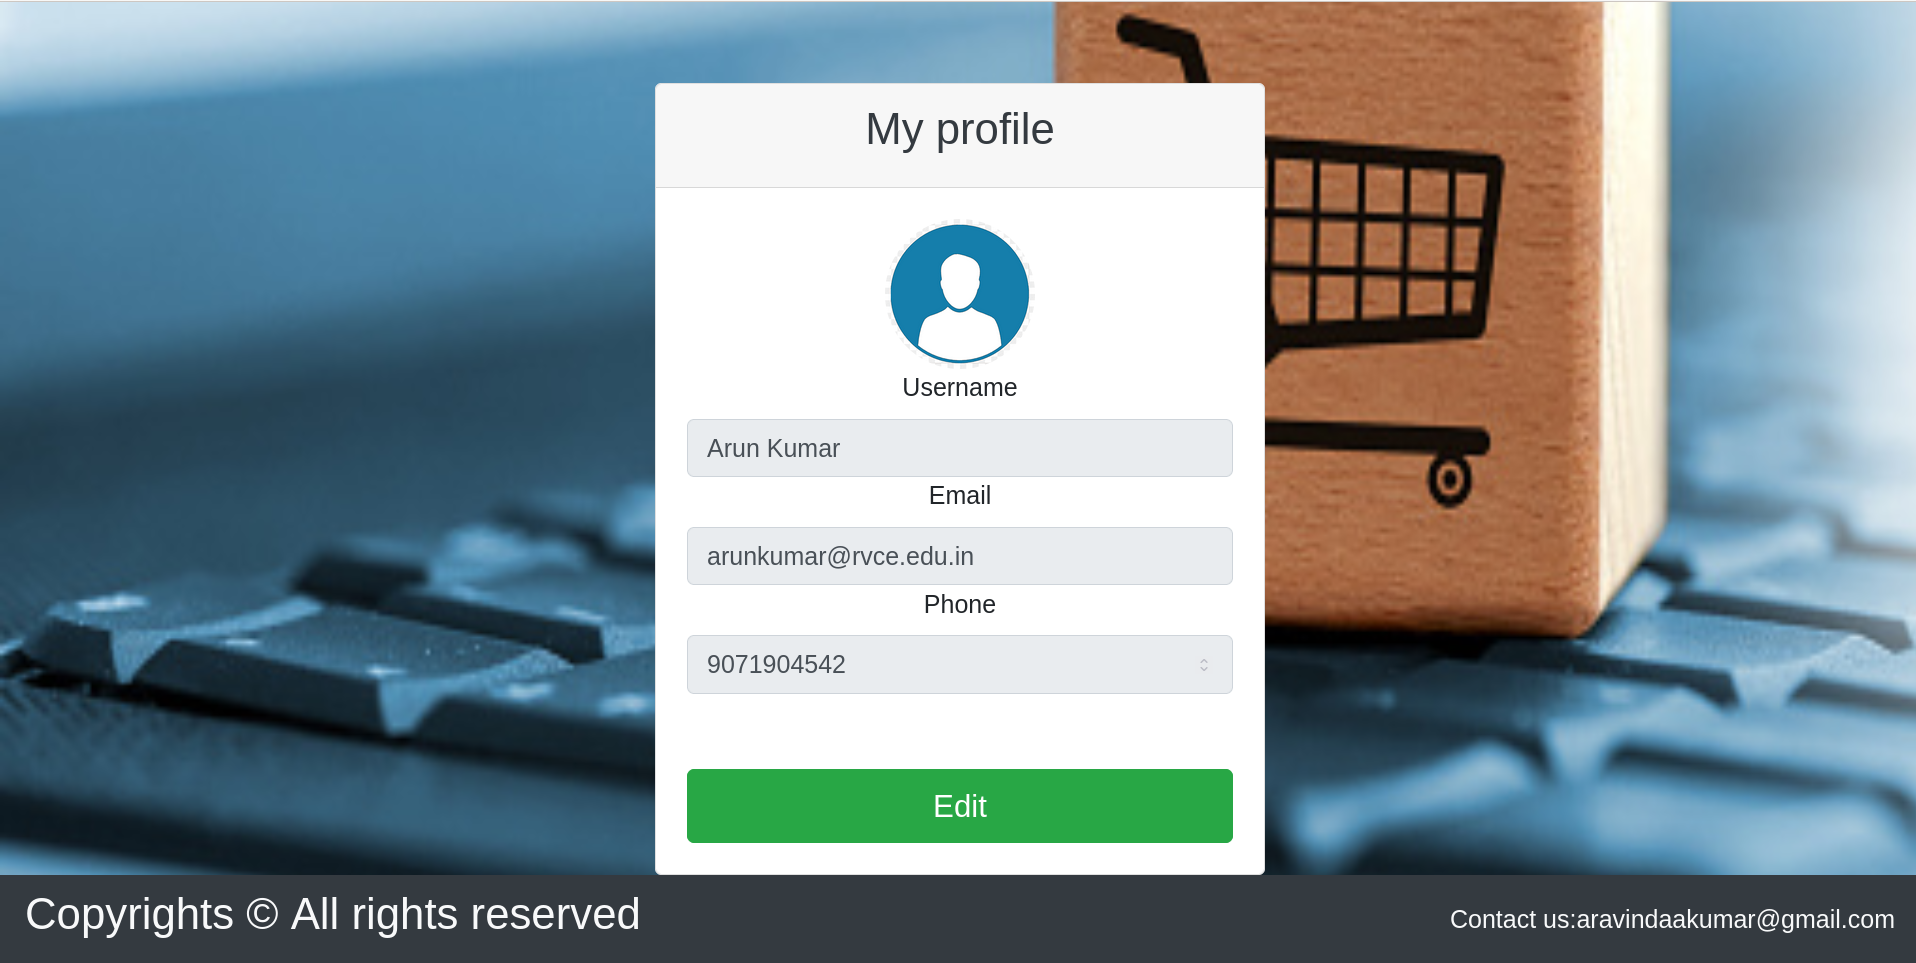 My profile
Username
Arun Kumar
Email
arunkumar@rvce.edu.in
Phone
9071904542
Edit
Copyrights © All rights reserved
Contact us:aravindaakumar@gmail.com